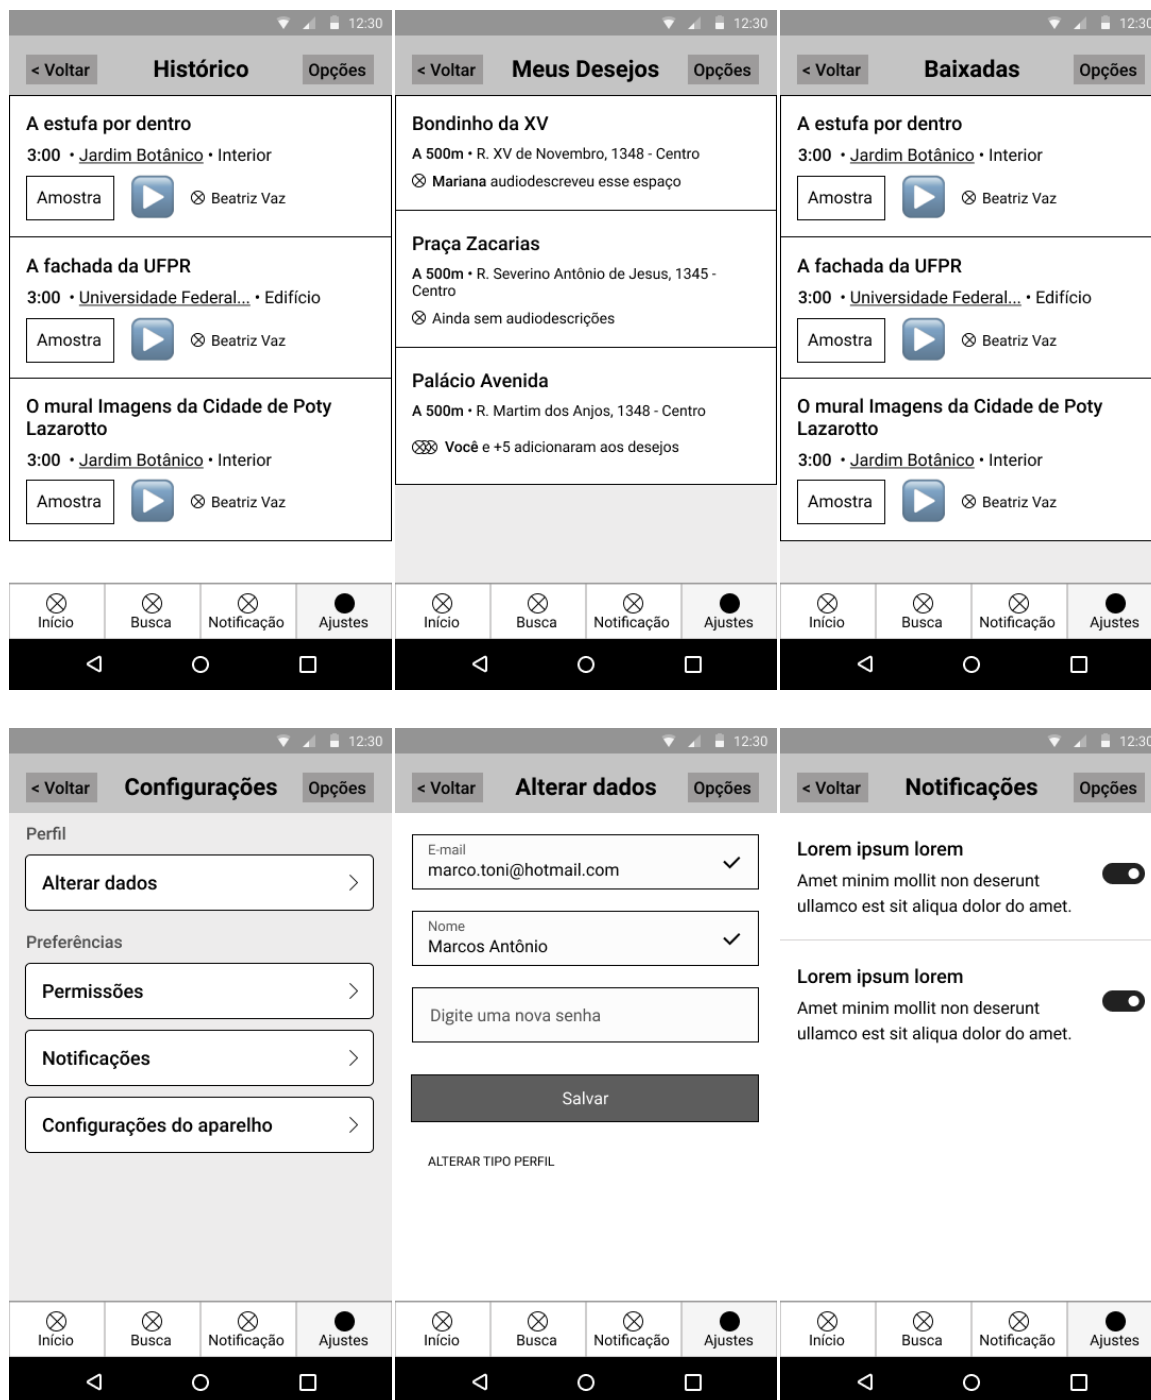 12:30
< Voltar Histórico Opções
A estufa por dentro
3:00 • Jardim Botânico • Interior
Amostra Beatriz Vaz
A fachada da UFPR
3:00 • Universidade Federal... • Edifício
Amostra Beatriz Vaz
O mural Imagens da Cidade de Poty
Lazarotto
3:00 • Jardim Botânico • Interior
Amostra Beatriz Vaz
Início Busca Notificação Ajustes
12:30
< Voltar Meus Desejos Opções
Bondinho da XV
A 500m • R. XV de Novembro, 1348 - Centro
Mariana audiodescreveu esse espaço
Praça Zacarias
A 500m • R. Severino Antônio de Jesus, 1345 -
Centro
Ainda sem audiodescrições
Palácio Avenida
A 500m • R. Martim dos Anjos, 1348 - Centro
Você e +5 adicionaram aos desejos
Início Busca Notificação Ajustes
12:30
< Voltar Baixadas Opções
A estufa por dentro
3:00 • Jardim Botânico • Interior
Amostra Beatriz Vaz
A fachada da UFPR
3:00 • Universidade Federal... • Edifício
Amostra Beatriz Vaz
O mural Imagens da Cidade de Poty
Lazarotto
3:00 • Jardim Botânico • Interior
Amostra Beatriz Vaz
Início Busca Notificação Ajustes
12:30
< Voltar Configurações Opções
Perfil
Alterar dados
Preferências
Permissões
Notificações
Configurações do aparelho
Início Busca Notificação Ajustes
12:30
< Voltar Alterar dados Opções
E-mail
marco.toni@hotmail.com
Nome
Marcos Antônio
Digite uma nova senha
Salvar
ALTERAR TIPO PERFIL
Início Busca Notificação Ajustes
12:30
< Voltar Notificações Opções
Lorem ipsum lorem
Amet minim mollit non deserunt
ullamco est sit aliqua dolor do amet.
Lorem ipsum lorem
Amet minim mollit non deserunt
ullamco est sit aliqua dolor do amet.
Início Busca Notificação Ajustes